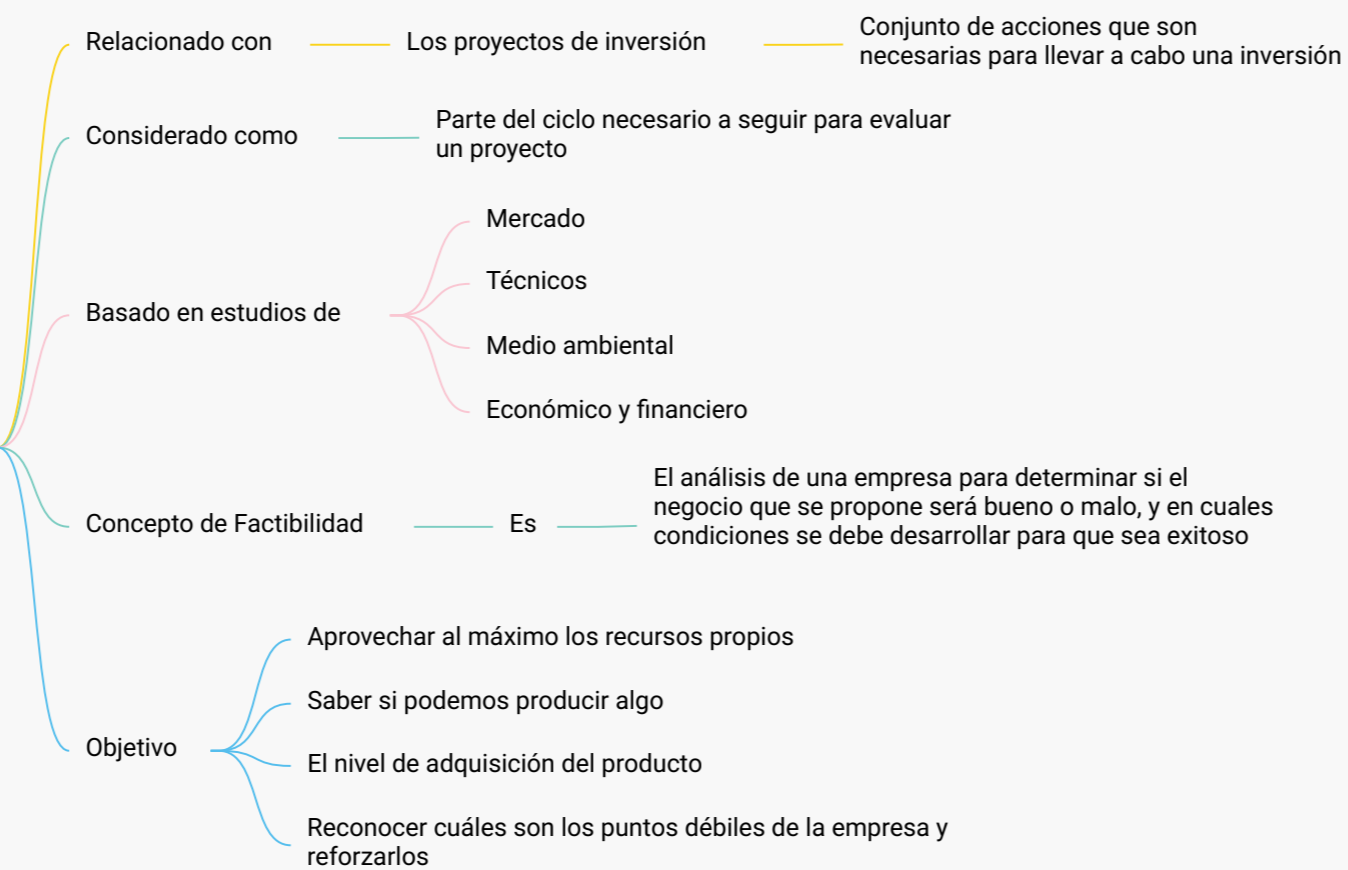 Relacionado con
Los proyectos de inversión
Conjunto de acciones que son
necesarias para llevar a cabo una inversión
Considerado como
Parte del ciclo necesario a seguir para evaluar
un proyecto
Basado en estudios de
Mercado
Técnicos
Medio ambiental
Económico y financiero
Concepto de Factibilidad
Es
El análisis de una empresa para determinar si el
negocio que se propone será bueno o malo, y en cuales
condiciones se debe desarrollar para que sea exitoso
Objetivo
Aprovechar al máximo los recursos propios
Saber si podemos producir algo
El nivel de adquisición del producto
Reconocer cuáles son los puntos débiles de la empresa y
reforzarlos